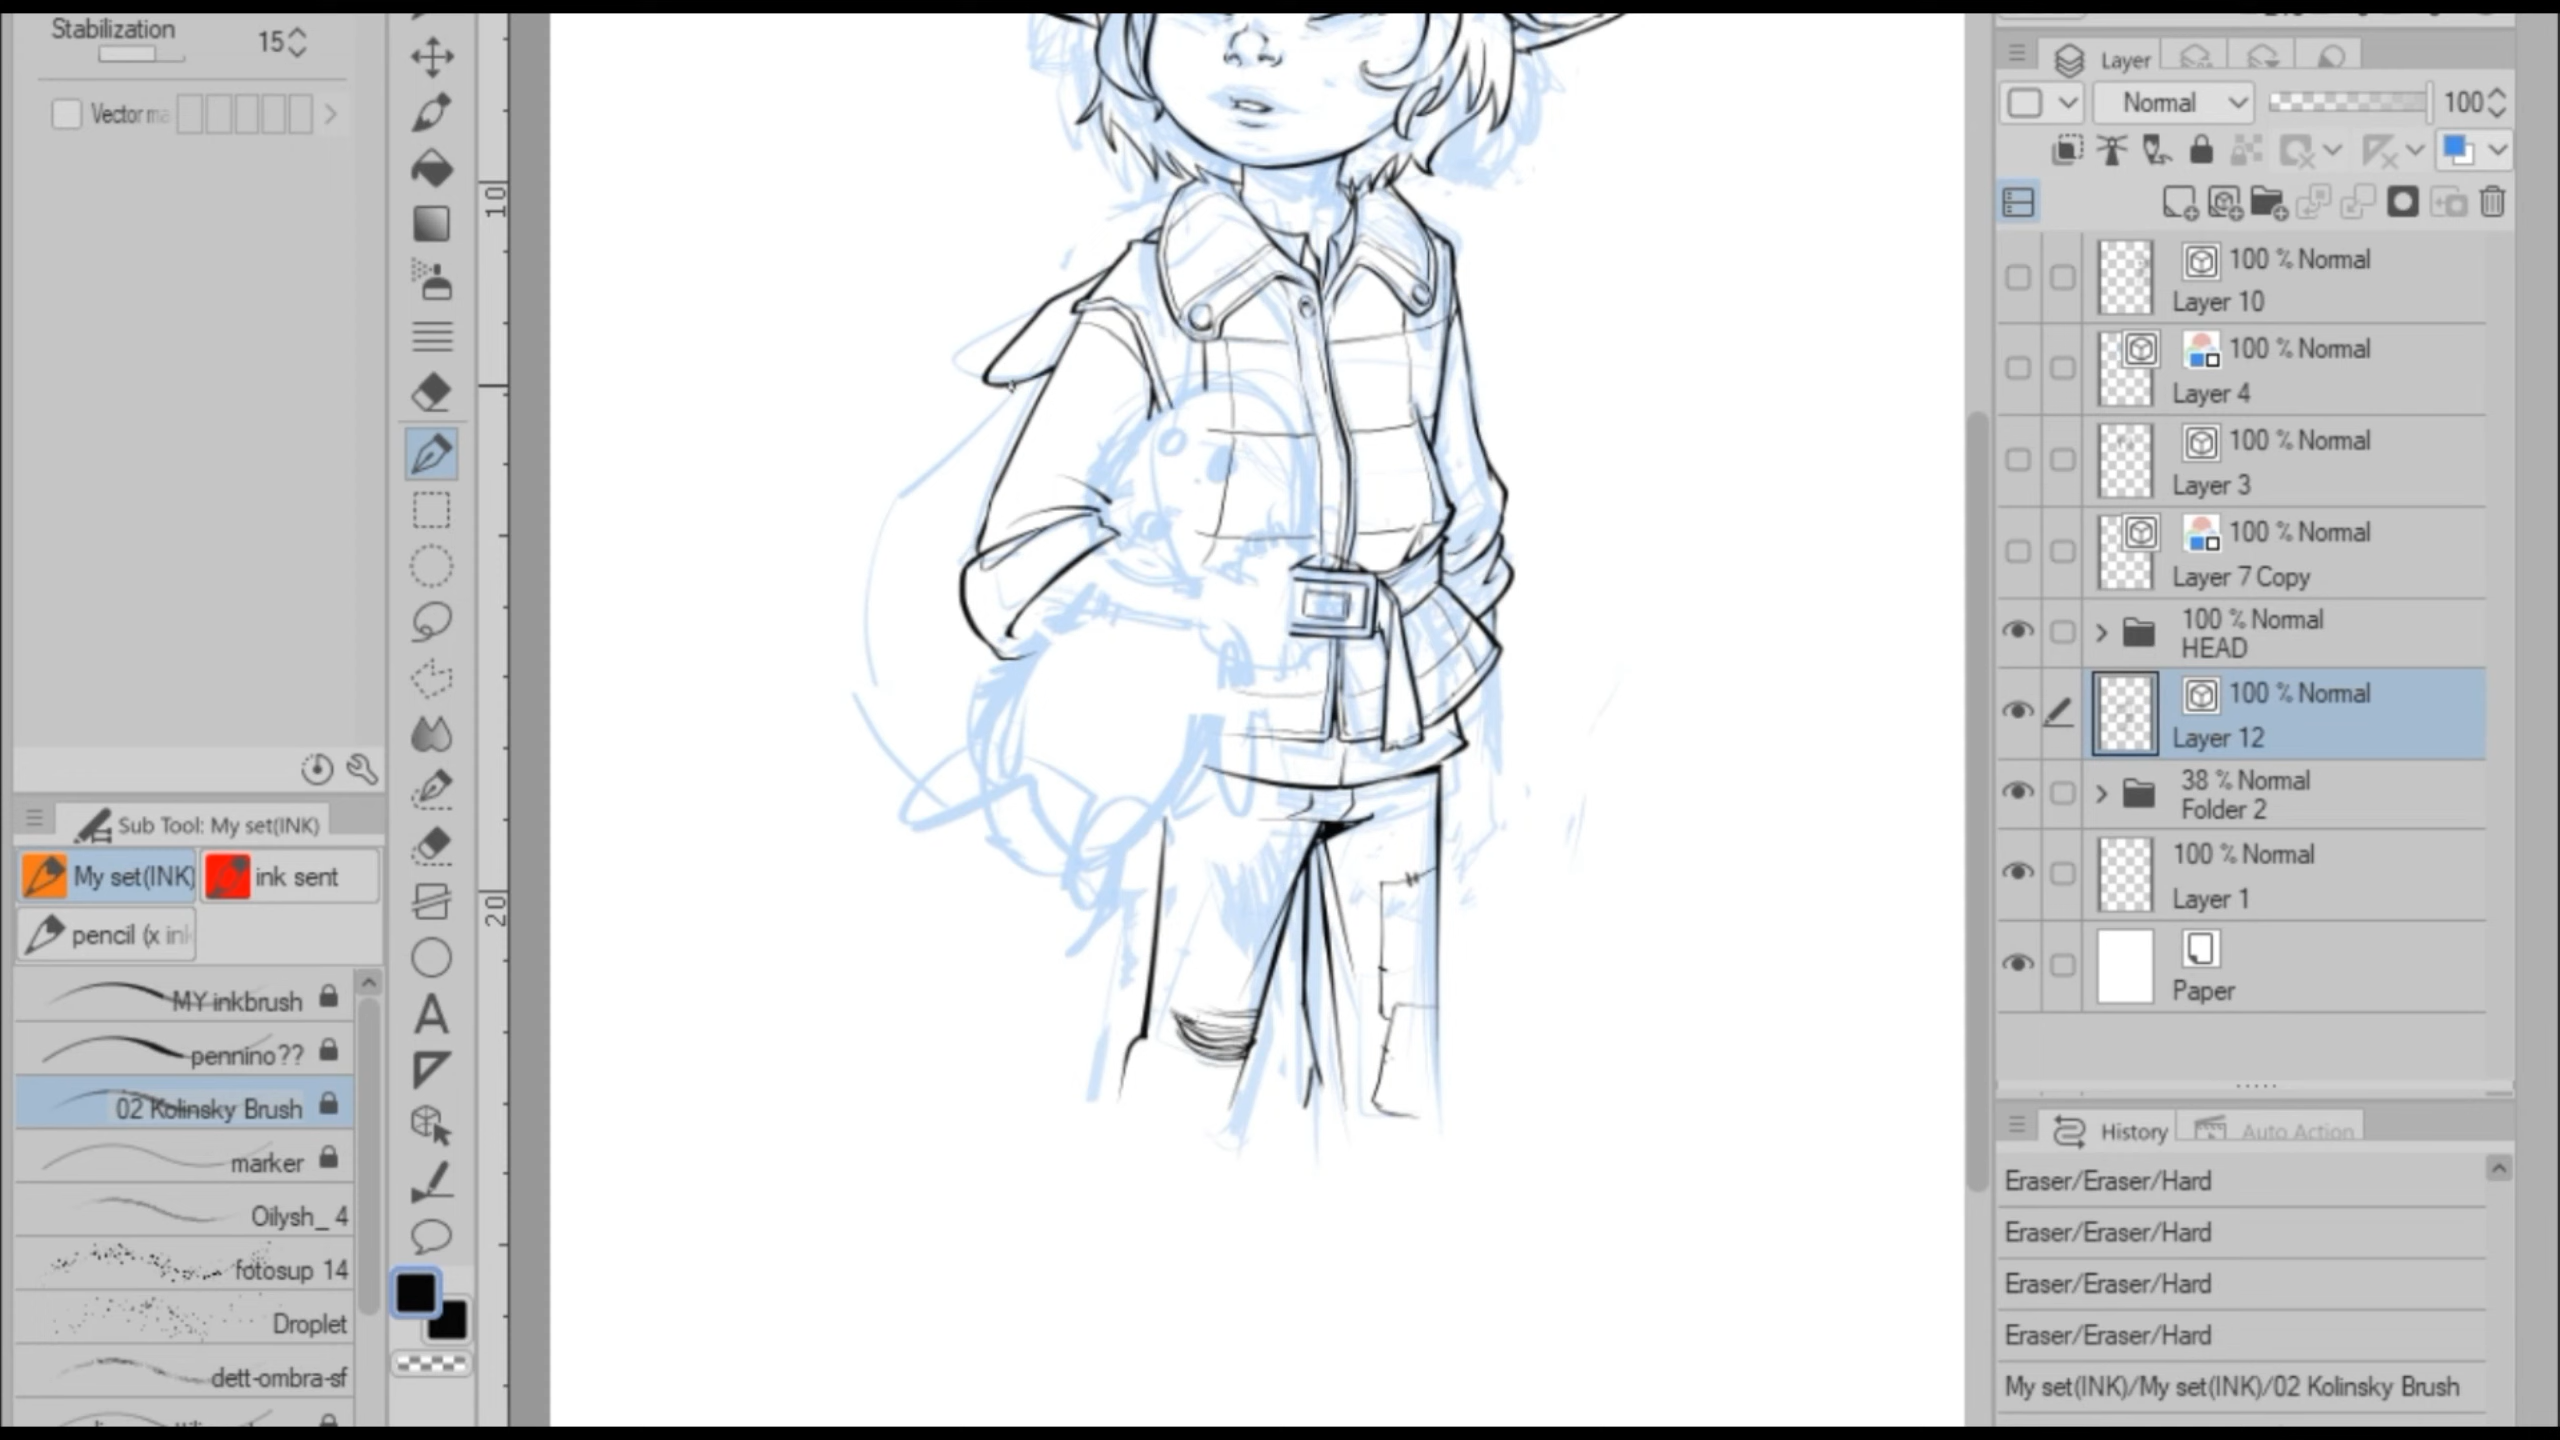 Stabilization
15
Vector ma
Sub Tool: My set(INK)
My set(INK)
ink sent
pencil (x ink
MY inkbrush
pennino??
02 Kolinsky Brush
marker
Oilysh_ 4
fotosup 14
Droplet
dett-ombra-sf
A
10
20
Layer
Normal
100
100 % Normal
Layer 10
100 % Normal
Layer 4
100 % Normal
Layer 3
100 % Normal
Layer 7 Copy
100 % Normal
HEAD
100 % Normal
Layer 12
38 % Normal
Folder 2
100 % Normal
Layer 1
Paper
History
Auto Action
Eraser/Eraser/Hard
Eraser/Eraser/Hard
Eraser/Eraser/Hard
Eraser/Eraser/Hard
My set(INK)/My set(INK)/02 Kolinsky Brush